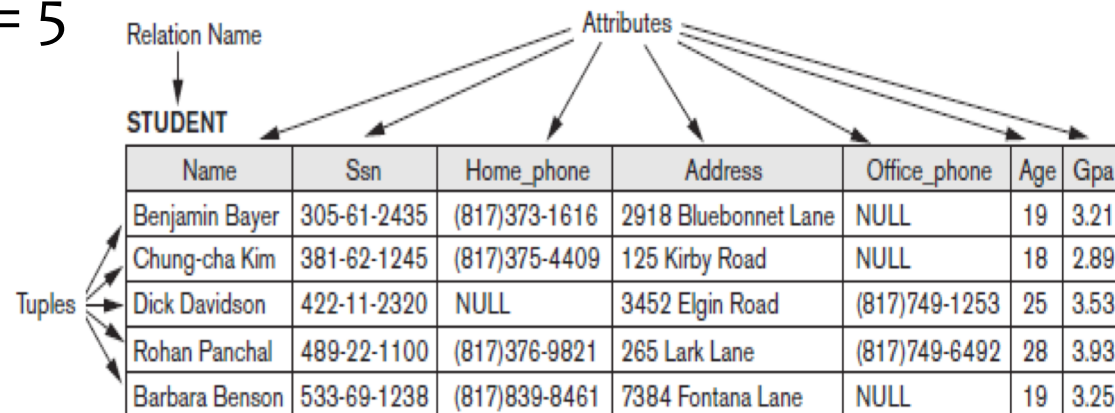 = 5
Relation Name
Attributes
STUDENT
Name Ssn Home_phone Address Office_phone Age Gpa
Benjamin Bayer 305-61-2435 (817)373-1616 2918 Bluebonnet Lane NULL 19 3.21
Chung-cha Kim 381-62-1245 (817)375-4409 125 Kirby Road NULL 18 2.89
Tuples
Dick Davidson 422-11-2320 NULL 3452 Elgin Road (817)749-1253 25 3.53
Rohan Panchal 489-22-1100 (817)376-9821 265 Lark Lane (817)749-6492 28 3.93
Barbara Benson 533-69-1238 (817)839-8461 7384 Fontana Lane NULL 19 3.25